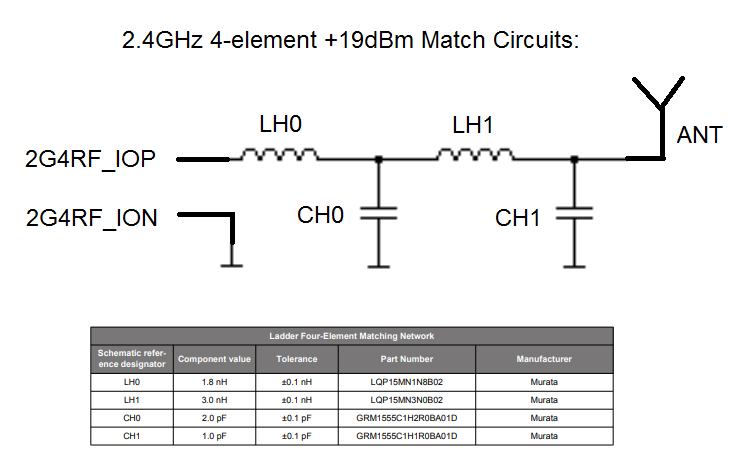 2.4GHz 4-element +19dBm Match Circuits:
LH0
LH1
ANT
2G4RF_IOP
2G4RF_ION
CH0
CH1
Ladder Four-Element Matching Network
Schematic refer-
ence designator Component value Tolerance Part Number Manufacturer
LH0 1.8 nH ±0.1 nH LQP15MN1N8B02 Murata
LH1 3.0 nH ±0.1 nH LQP15MN3N0B02 Murata
CH0 2.0 pF ±0.1 pF GRM1555C1H2R0BA01D Murata
CH1 1.0 pF ±0.1 pF GRM1555C1H1R0BA01D Murata